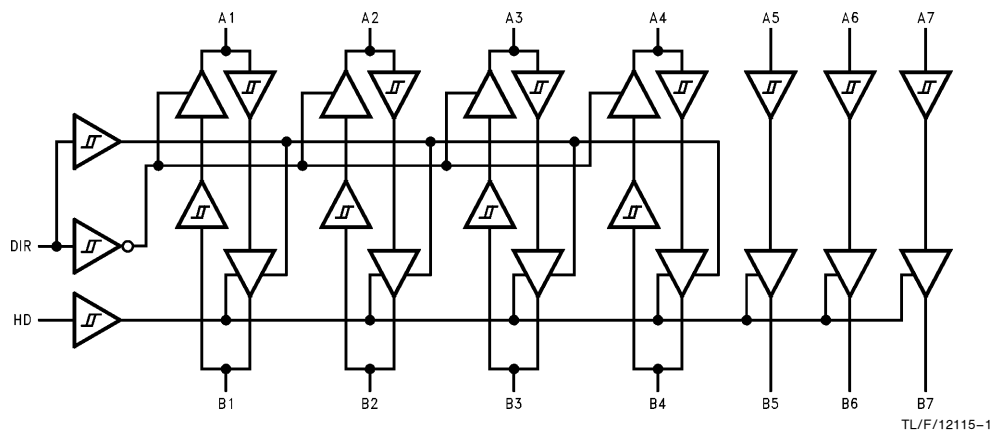 A1 A2 A3 A4 A5 A6 A7
DIR
HD
B1 B2 B3 B4 B5 B6 B7
TL/F/12115-1